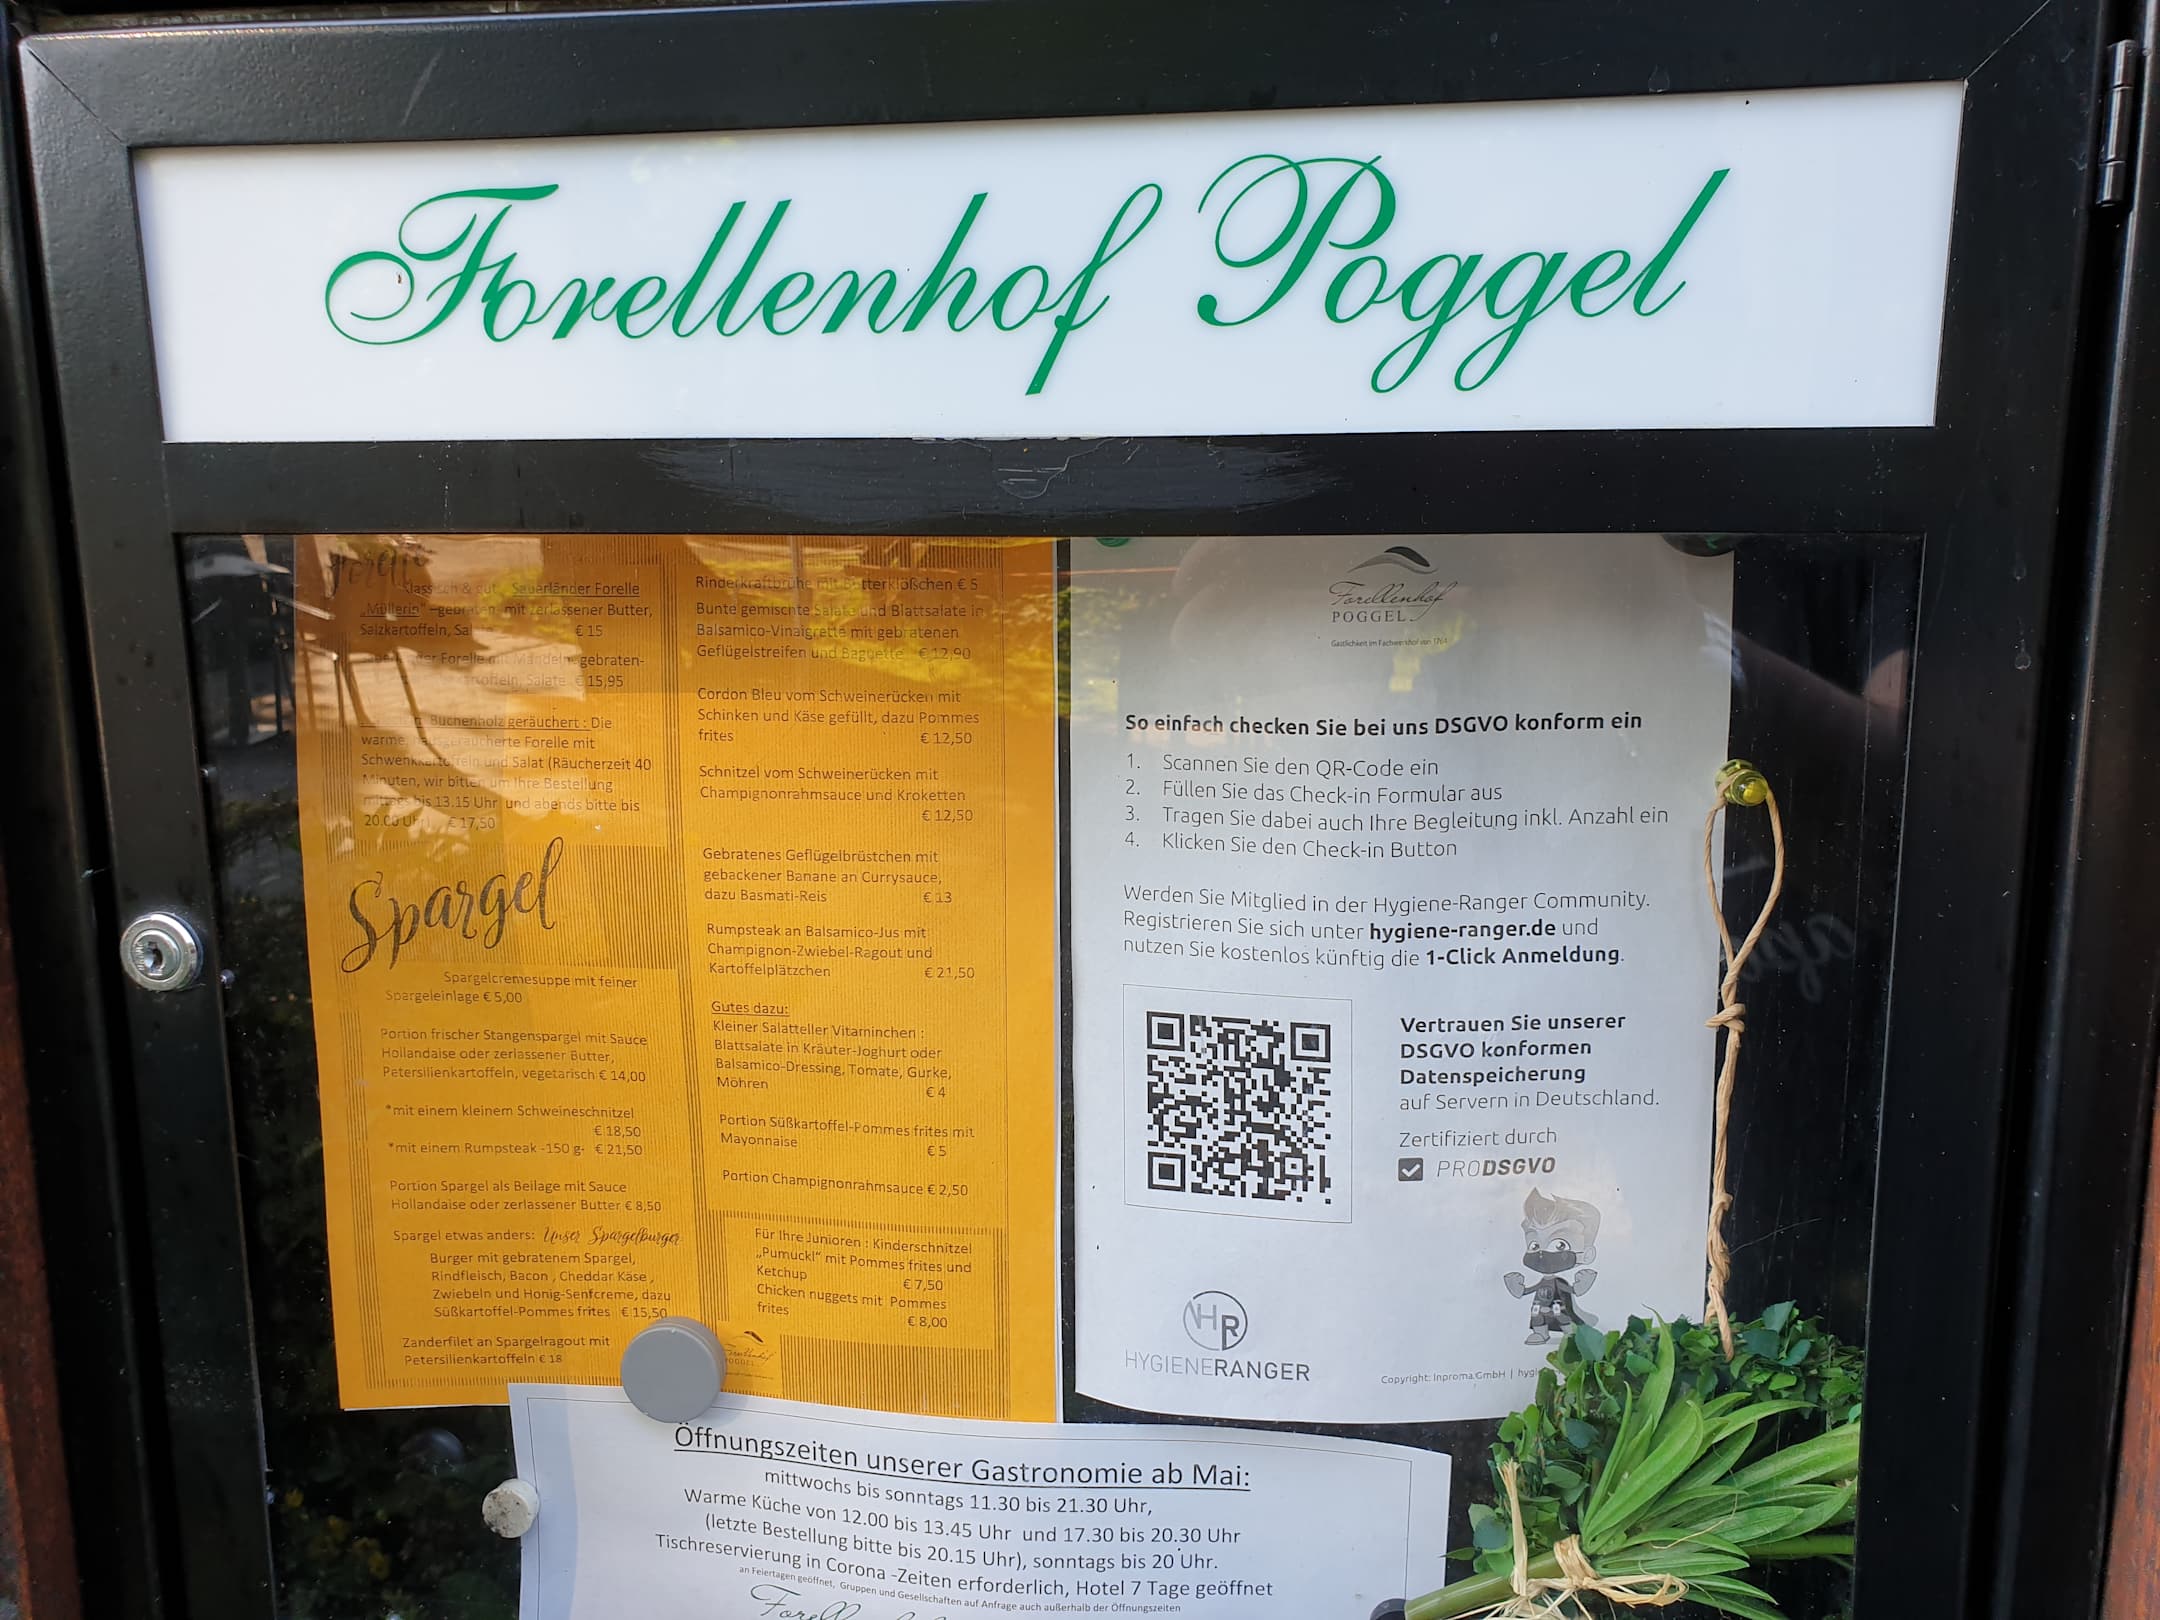 Forellenhof Poggel
Forelle
Klassisch & gut Sauerländer Forelle
„Müllerin" –gebraten- mit zerlassener Butter,
Salzkartoffeln, € 15
Forelle mit Mandeln gebraten-
Salate € 15,95
Buchenholz geräuchert : Die
warme, hausgeräucherte Forelle mit
Schwenkkartoffeln und Salat (Räucherzeit 40
Minuten, wir bitten um Ihre Bestellung
mittags bis 13.15 Uhr und abends bitte bis
20.00 Uhr) € 17,50
Spargel
Spargelcremesuppe mit feiner
Spargeleinlage € 5,00
Portion frischer Stangenspargel mit Sauce
Hollandaise oder zerlassener Butter,
Petersilienkartoffeln, vegetarisch € 14,00
*mit einem kleinem Schweineschnitzel
€ 18,50
*mit einem Rumpsteak -150 g- € 21,50
Portion Spargel als Beilage mit Sauce
Hollandaise oder zerlassener Butter € 8,50
Spargel etwas anders: Unser Spargelburger
Burger mit gebratenem Spargel,
Rindfleisch, Bacon , Cheddar Käse ,
Zwiebeln und Honig-Senfcreme, dazu
Süßkartoffel-Pommes frites € 15,50
Zanderfilet an Spargelragout mit
Petersilienkartoffeln € 18
Rinderkraftbrühe mit Butterklößchen € 5
Bunte gemischte Salate und Blattsalate in
Balsamico-Vinaigrette mit gebratenen
Geflügelstreifen und Baguette € 12,90
Cordon Bleu vom Schweinerücken mit
Schinken und Käse gefüllt, dazu Pommes
frites € 12,50
Schnitzel vom Schweinerücken mit
Champignonrahmsauce und Kroketten
€ 12,50
Gebratenes Geflügelbrüstchen mit
gebackener Banane an Currysauce,
dazu Basmati-Reis € 13
Rumpsteak an Balsamico-Jus mit
Champignon-Zwiebel-Ragout und
Kartoffelplätzchen € 21,50
Gutes dazu:
Kleiner Salatteller Vitaminchen :
Blattsalate in Kräuter-Joghurt oder
Balsamico-Dressing, Tomate, Gurke,
Möhren € 4
Portion Süßkartoffel-Pommes frites mit
Mayonnaise € 5
Portion Champignonrahmsauce € 2,50
Für Ihre Junioren : Kinderschnitzel
„Pumuckl" mit Pommes frites und
Ketchup € 7,50
Chicken nuggets mit Pommes
frites € 8,00
Forellenhof
POGGEL
Forellenhof
POGGEL
Gastlichkeit im Fachwerkhof von 1764
So einfach checken Sie bei uns DSGVO konform ein
1. Scannen Sie den QR-Code ein
2. Füllen Sie das Check-in Formular aus
3. Tragen Sie dabei auch Ihre Begleitung inkl. Anzahl ein
4. Klicken Sie den Check-in Button
Werden Sie Mitglied in der Hygiene-Ranger Community.
Registrieren Sie sich unter hygiene-ranger.de und
nutzen Sie kostenlos künftig die 1-Click Anmeldung.
Vertrauen Sie unserer
DSGVO konformen
Datenspeicherung
auf Servern in Deutschland.
Zertifiziert durch
PRODSGVO
HR
HYGIENERANGER
Copyright: Inproma GmbH | hygi
Öffnungszeiten unserer Gastronomie ab Mai:
mittwochs bis sonntags 11.30 bis 21.30 Uhr,
Warme Küche von 12.00 bis 13.45 Uhr und 17.30 bis 20.30 Uhr
(letzte Bestellung bitte bis 20.15 Uhr), sonntags bis 20 Uhr.
Tischreservierung in Corona -Zeiten erforderlich, Hotel 7 Tage geöffnet
an Feiertagen geöffnet, Gruppen und Gesellschaften auf Anfrage auch außerhalb der Öffnungszeiten